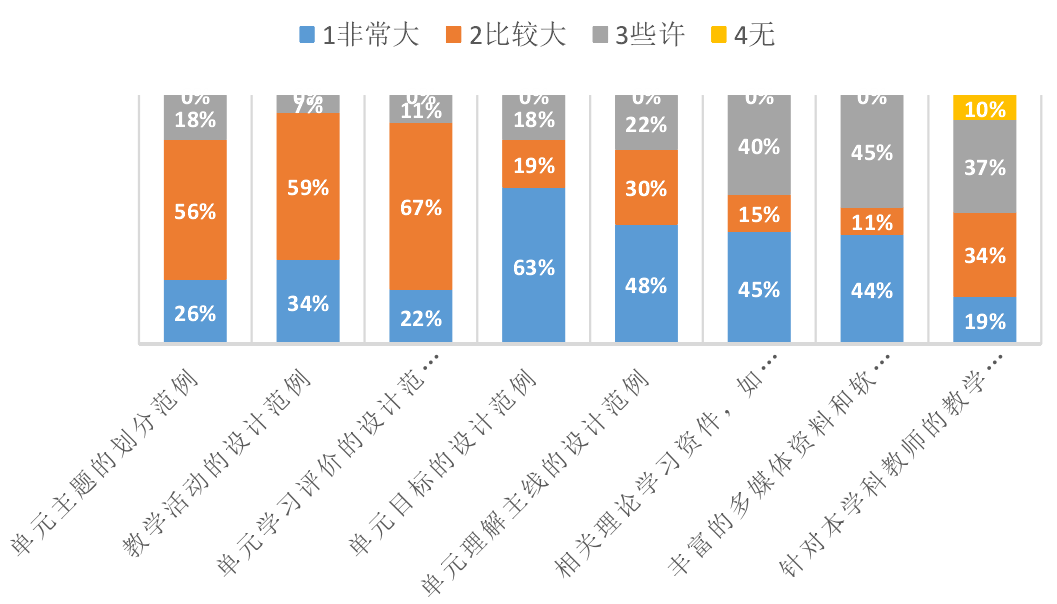 1非常大 2比较大 3些许 4无
0% 0% 0% 0% 0% 0% 0% 10%
18% 7% 11% 18% 22% 40% 45% 37%
56% 59% 67% 19% 30% 15% 11% 34%
26% 34% 22% 63% 48% 45% 44% 19%
单元主题的划分范例
教学活动的设计范例
单元学习评价的设计范…
单元目标的设计范例
单元理解主线的设计范例
相关理论学习资件，如…
丰富的多媒体资料和软…
针对本学科教师的教学…